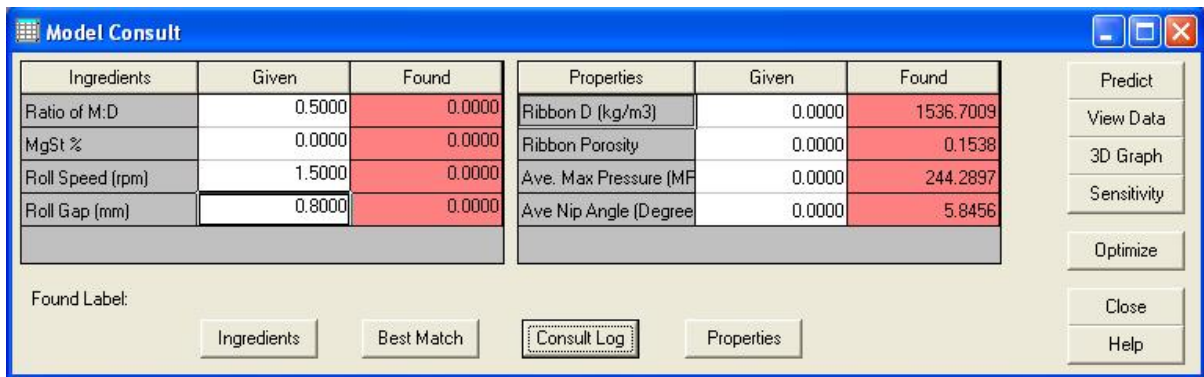 Model Consult
Ingredients Given Found Properties Given Found
Ratio of M:D 0.5000 0.0000 Ribbon D (kg/m3) 0.0000 1536.7009
MgSt % 0.0000 0.0000 Ribbon Porosity 0.0000 0.1538
Roll Speed (rpm) 1.5000 0.0000 Ave. Max Pressure (MF 0.0000 244.2897
Roll Gap (mm) 0.8000 0.0000 Ave Nip Angle (Degree 0.0000 5.8456
Predict
View Data
3D Graph
Sensitivity
Optimize
Found Label:
Ingredients Best Match Consult Log Properties
Close
Help